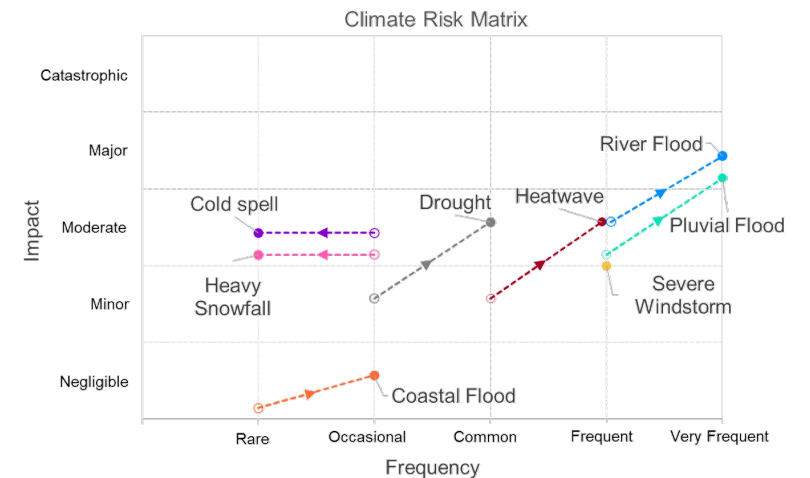 Climate Risk Matrix
Catastrophic
Major
River Flood
Cold spell
Drought
Heatwave
Impact
Moderate
Pluvial Flood
Heavy
Snowfall
Severe
Windstorm
Minor
Negligible
Coastal Flood
Rare
Occasional
Common
Frequent
Very Frequent
Frequency